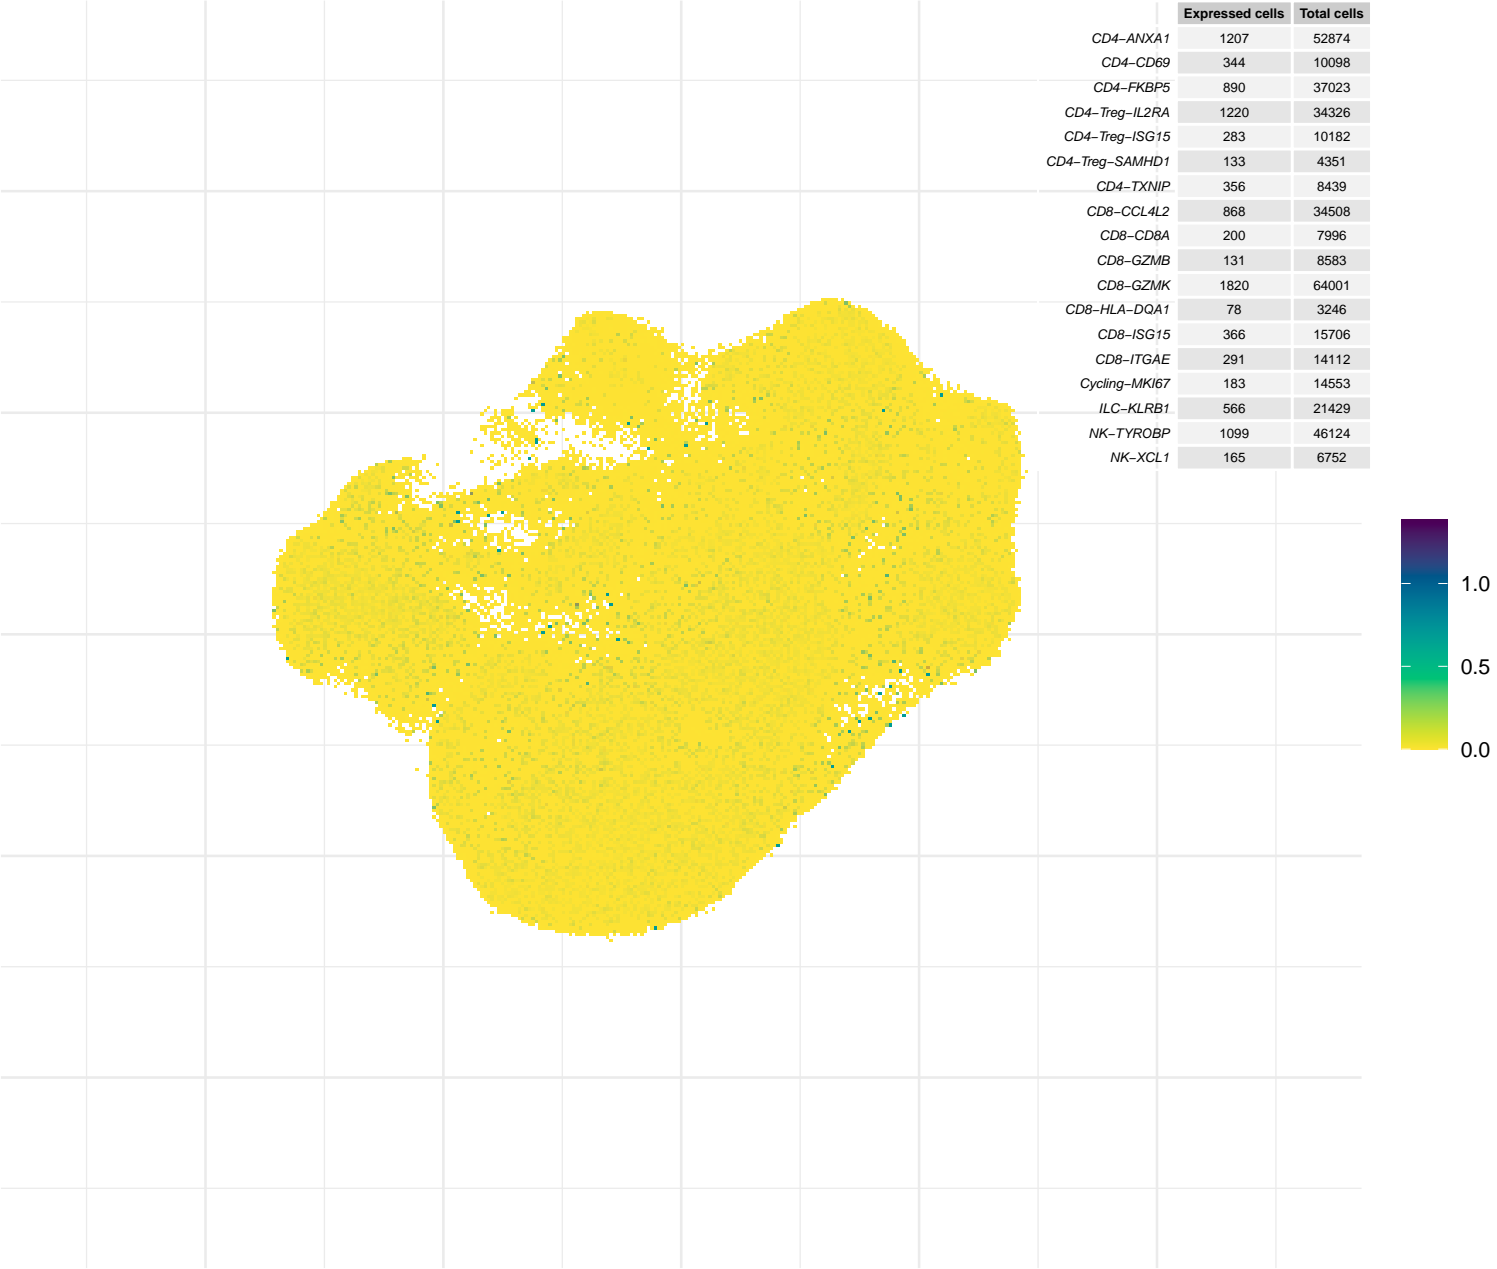 Expressed cells Total cells
CD4−ANXA1 1207 52874
CD4−CD69 344 10098
CD4−FKBP5 890 37023
CD4−Treg−IL2RA 1220 34326
CD4−Treg−ISG15 283 10182
CD4−Treg−SAMHD1 133 4351
CD4−TXNIP 356 8439
CD8−CCL4L2 868 34508
CD8−CD8A 200 7996
CD8−GZMB 131 8583
CD8−GZMK 1820 64001
CD8−HLA−DQA1 78 3246
CD8−ISG15 366 15706
CD8−ITGAE 291 14112
Cycling−MKI67 183 14553
ILC−KLRB1 566 21429
NK−TYROBP 1099 46124
NK−XCL1 165 6752
1.0
0.5
0.0